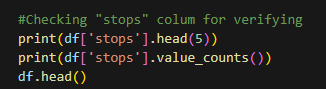 #Checking "stops" colum for verifying
print(df['stops'].head(5))
print(df['stops'].value_counts())
df.head()